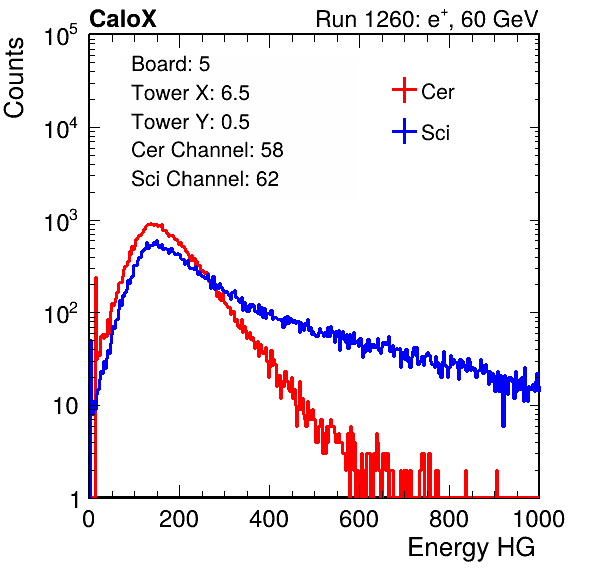 CaloX Run 1260: e⁺, 60 GeV
Counts
10⁵
10⁴
10³
10²
10
1
Board: 5
Tower X: 6.5
Tower Y: 0.5
Cer Channel: 58
Sci Channel: 62
Cer
Sci
0 200 400 600 800 1000
Energy HG